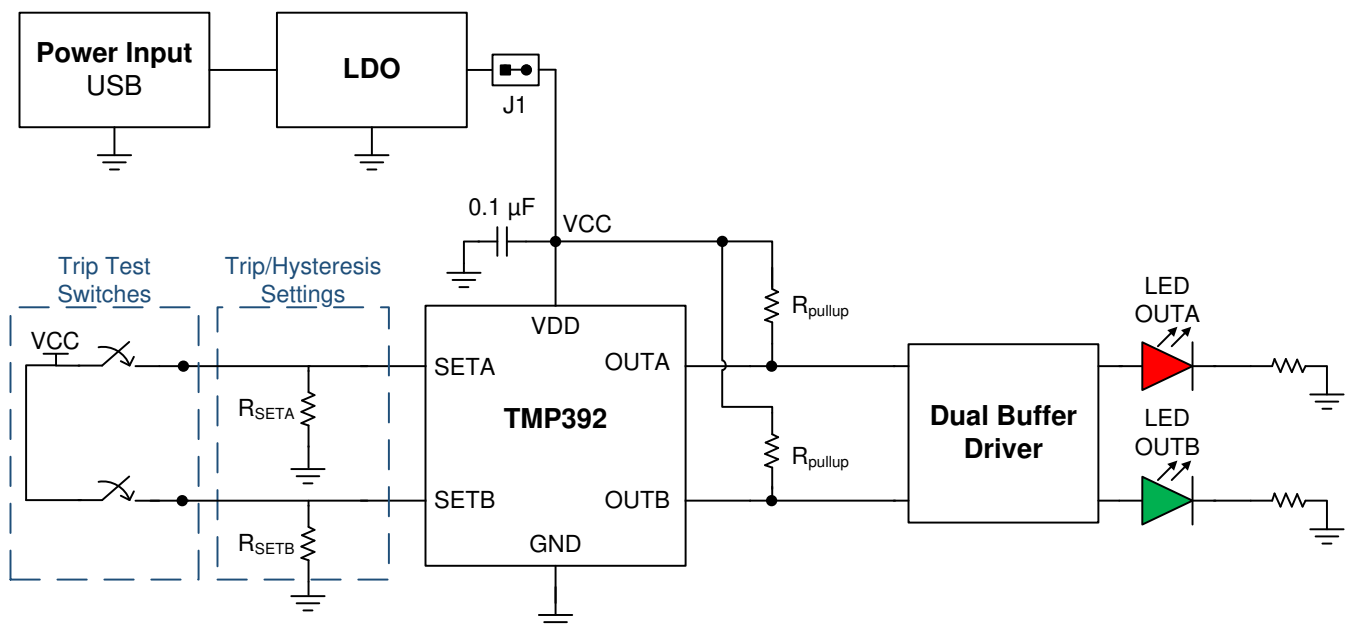 Power Input
USB
LDO
J1
0.1 µF
VCC
Trip Test
Switches
Trip/Hysteresis
Settings
VCC
RSETA
RSETB
VDD
SETA
OUTA
TMP392
SETB
OUTB
GND
Rpullup
Rpullup
Dual Buffer
Driver
LED
OUTA
LED
OUTB